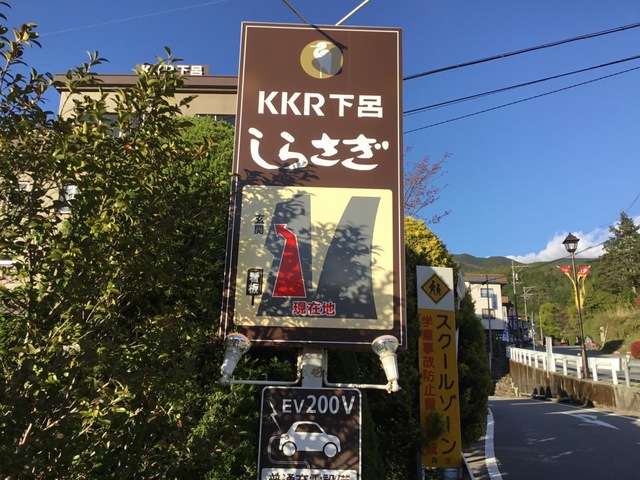 KKR下呂
KKR下呂
しらさぎ
玄関
現在地
EV200V
スクールゾーン
学童事故防止重